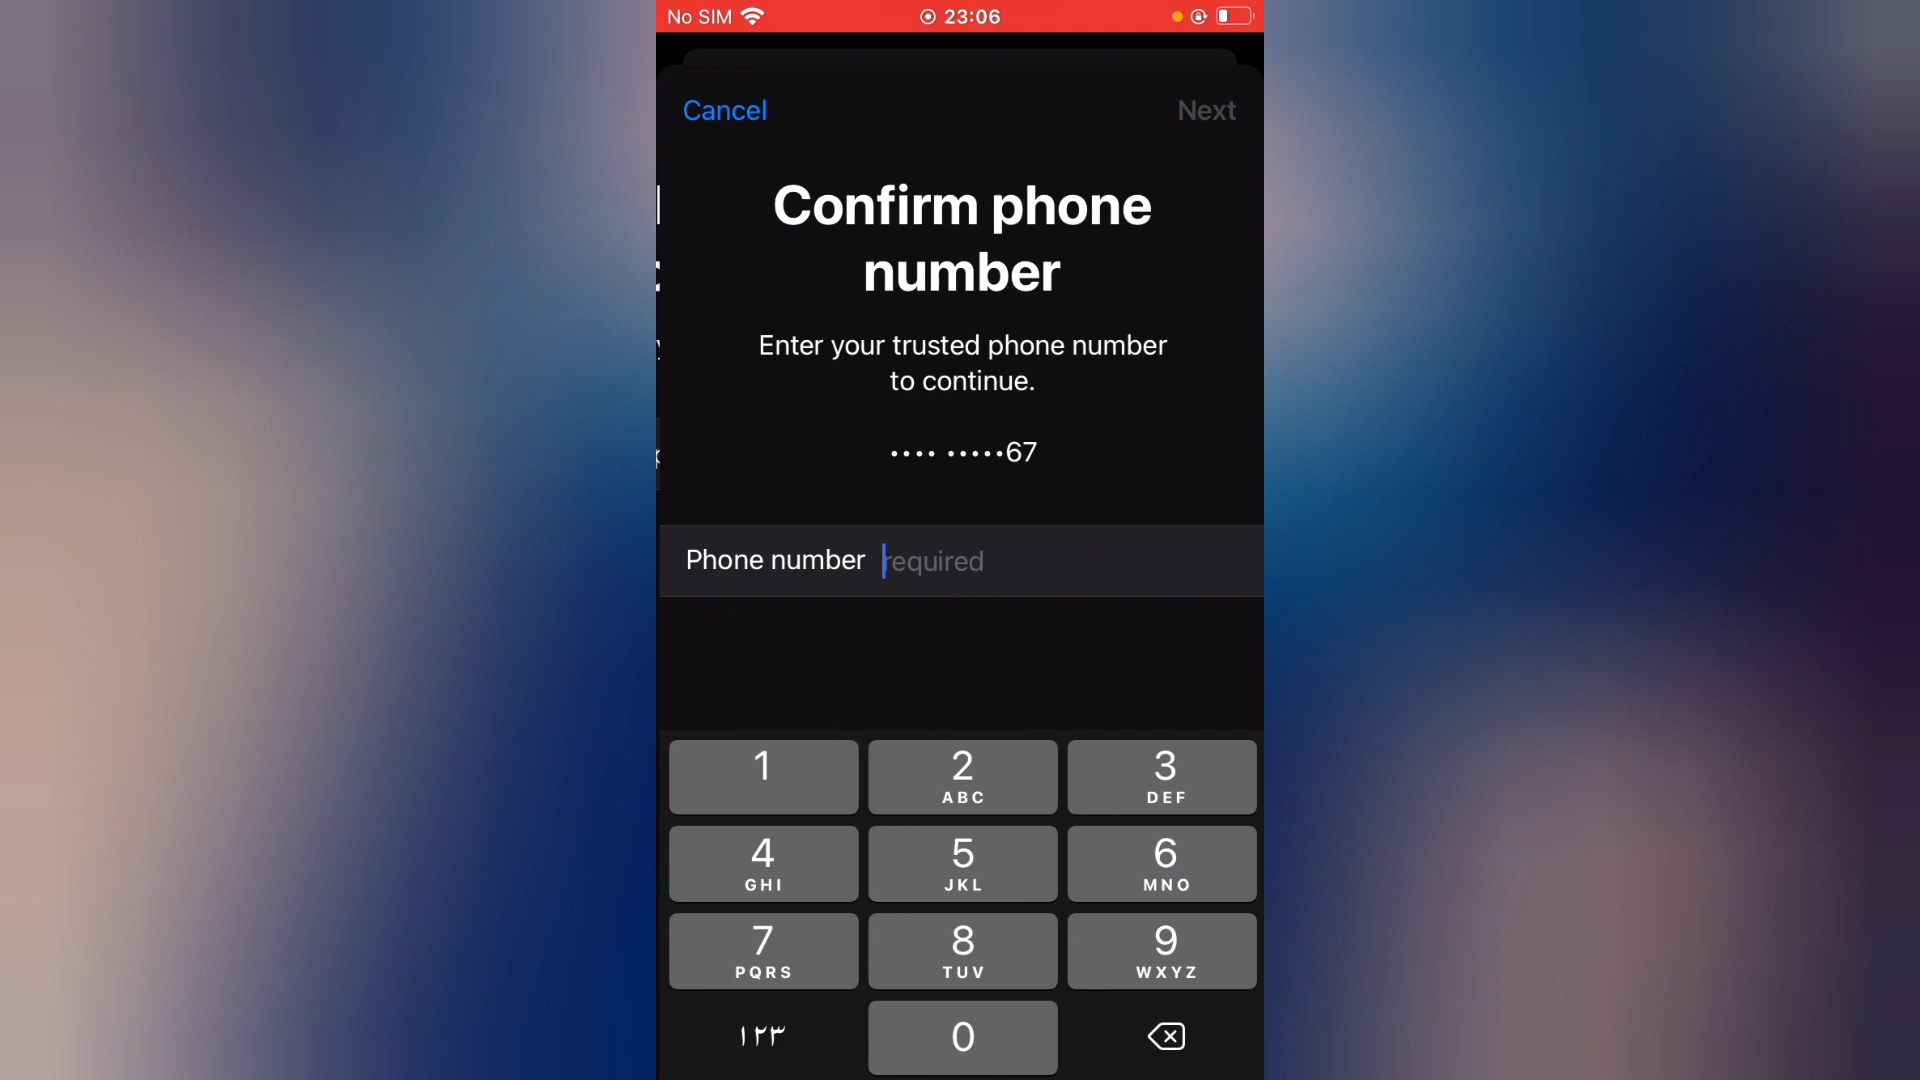 No SIM 23:06
Cancel Next
Confirm phone
number
Enter your trusted phone number
to continue.
•••• •••••67
Phone number required
1 2 3
ABC DEF
4 5 6
GHI JKL MNO
7 8 9
PQRS TUV WXYZ
١٢٣ 0